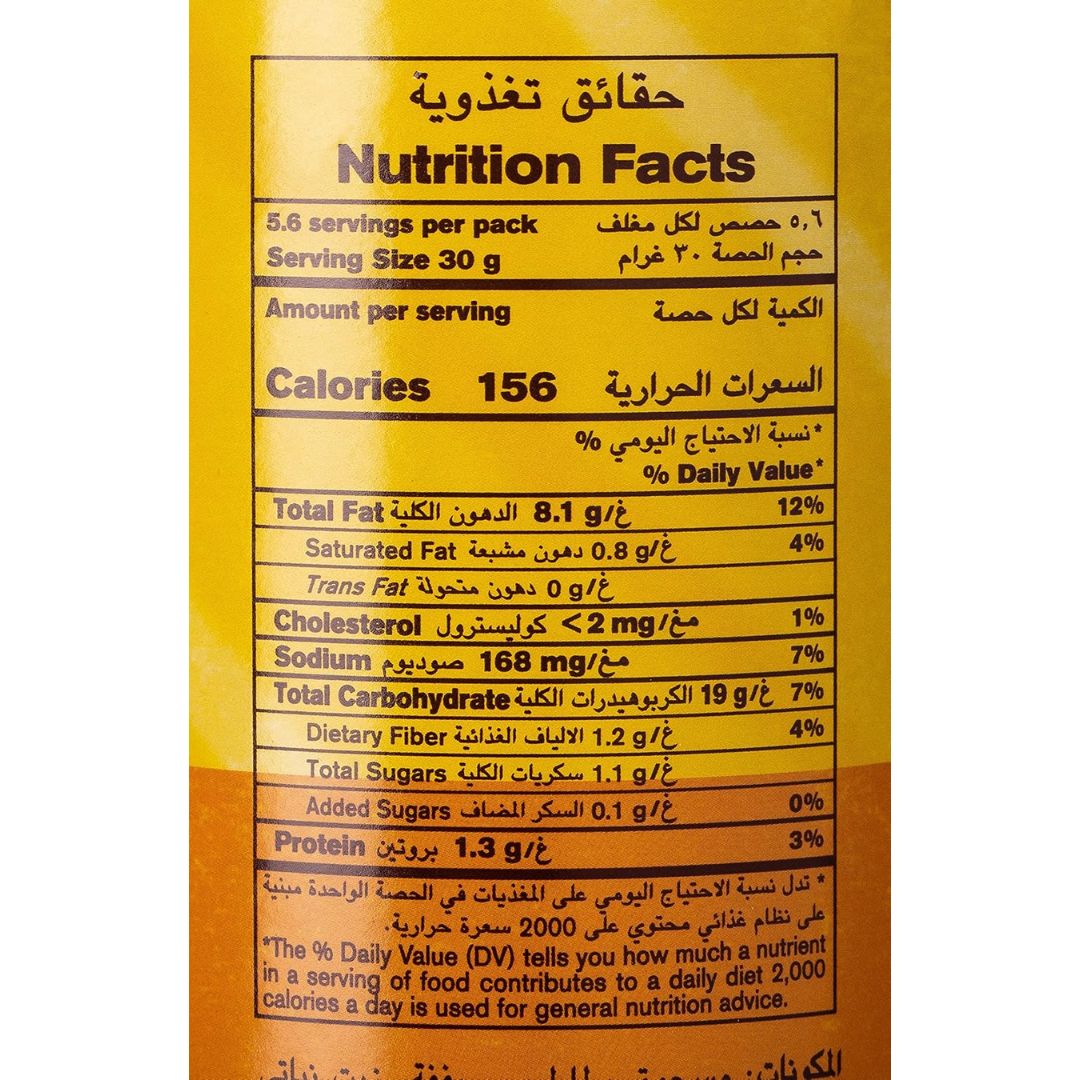 حقائق تغذوية
Nutrition Facts
5.6 servings per pack ٥,٦ حصص لكل مغلف
Serving Size 30 g حجم الحصة ٣٠ غرام
Amount per serving الكمية لكل حصة
Calories 156 السعرات الحرارية
*نسبة الاحتياج اليومي %
% Daily Value*
Total Fat الدهون الكلية 8.1 g/غ 12%
Saturated Fat دهون مشبعة 0.8 g/غ 4%
Trans Fat دهون متحولة 0 g/غ
Cholesterol كوليسترول <2 mg/مغ 1%
Sodium صوديوم 168 mg/مغ 7%
Total Carbohydrate الكربوهيدرات الكلية 19 g/غ 7%
Dietary Fiber الالياف الغذائية 1.2 g/غ 4%
Total Sugars سكريات الكلية 1.1 g/غ
Added Sugars السكر المضاف 0.1 g/غ 0%
Protein بروتين 1.3 g/غ 3%
* تدل نسبة الاحتياج اليومي على المغذيات في الحصة الواحدة مبنية
على نظام غذائي محتوي على 2000 سعرة حرارية.
*The % Daily Value (DV) tells you how much a nutrient
in a serving of food contributes to a daily diet 2,000
calories a day is used for general nutrition advice.
المكونات: